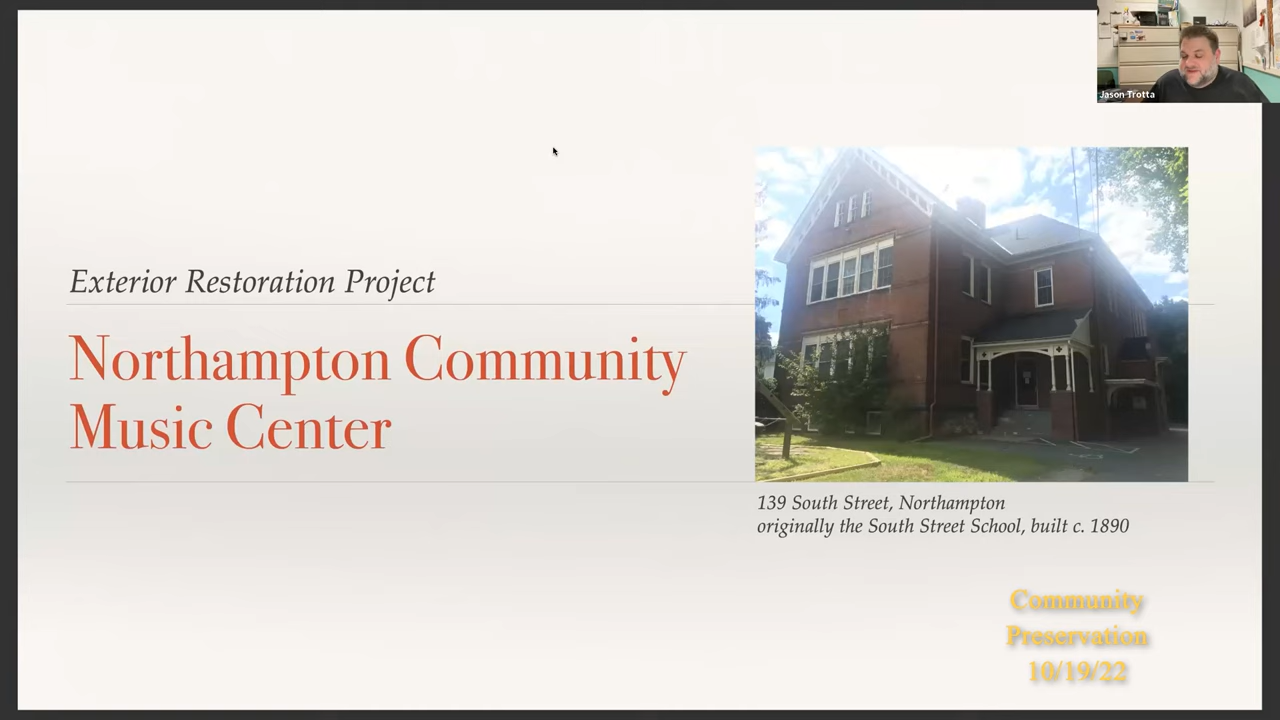 Jason Trotta
Exterior Restoration Project
Northampton Community
Music Center
139 South Street, Northampton
originally the South Street School, built c. 1890
Community
Preservation
10/19/22